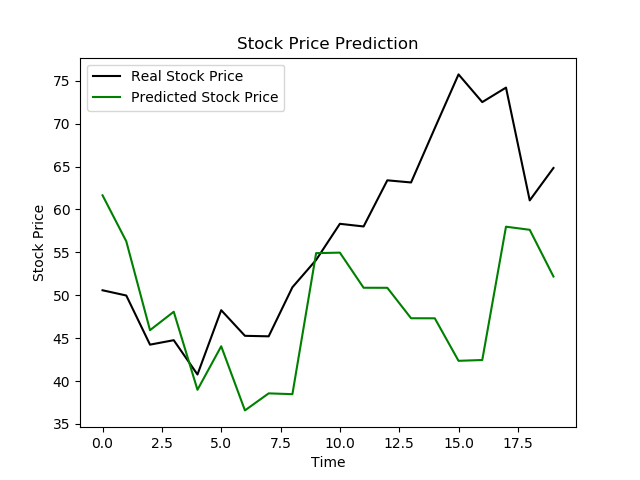 Stock Price Prediction
Real Stock Price
Predicted Stock Price
75
70
65
60
55
50
45
40
35
Stock Price
0.0 2.5 5.0 7.5 10.0 12.5 15.0 17.5
Time